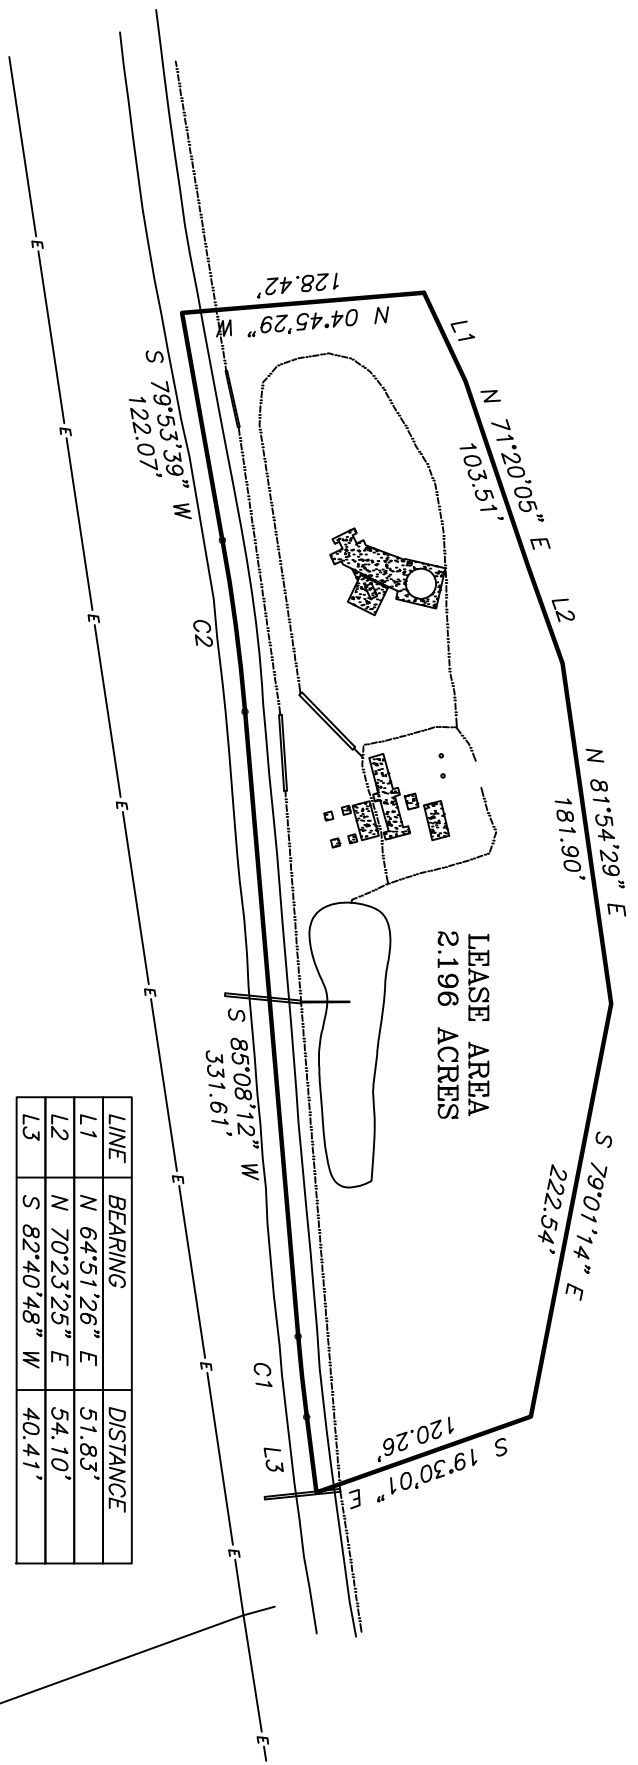 128.42'
N 04°45'29" W
L1
N 71°20'05" E
103.51'
L2
N 81°54'29" E
181.90'
S 79°01'14" E
222.54'
S 19°30'01" E
120.26'
L3
C1
S 85°08'12" W
331.61'
C2
S 79°53'39" W
122.07'
LEASE AREA
2.196 ACRES
E
E
E
E
E
E
E
E
E
LINE BEARING DISTANCE
L1 N 64°51'26" E 51.83'
L2 N 70°23'25" E 54.10'
L3 S 82°40'48" W 40.41'